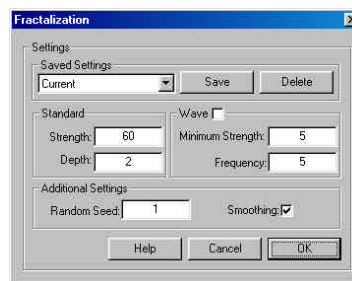 Fractalization
Settings
Saved Settings
Current Save Delete
Standard Wave
Strength: 60 Minimum Strength: 5
Depth: 2 Frequency: 5
Additional Settings
Random Seed: 1 Smoothing:
Help Cancel OK